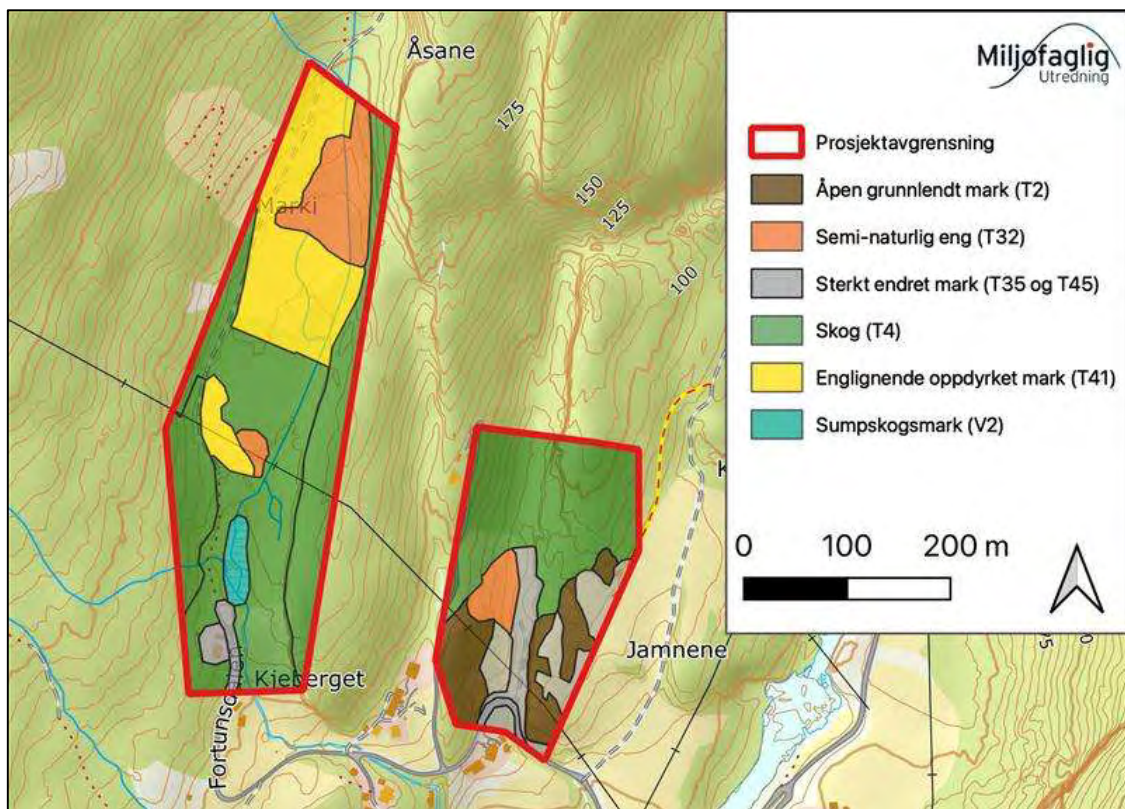 Åsane
175
150
125
100
Marki
Jamnene
Kjeberget
Fortunsdalen
K
Miljøfaglig
Utredning
Prosjektavgrensning
Åpen grunnlendt mark (T2)
Semi-naturlig eng (T32)
Sterkt endret mark (T35 og T45)
Skog (T4)
Englignende oppdyrket mark (T41)
Sumpskogsmark (V2)
0 100 200 m